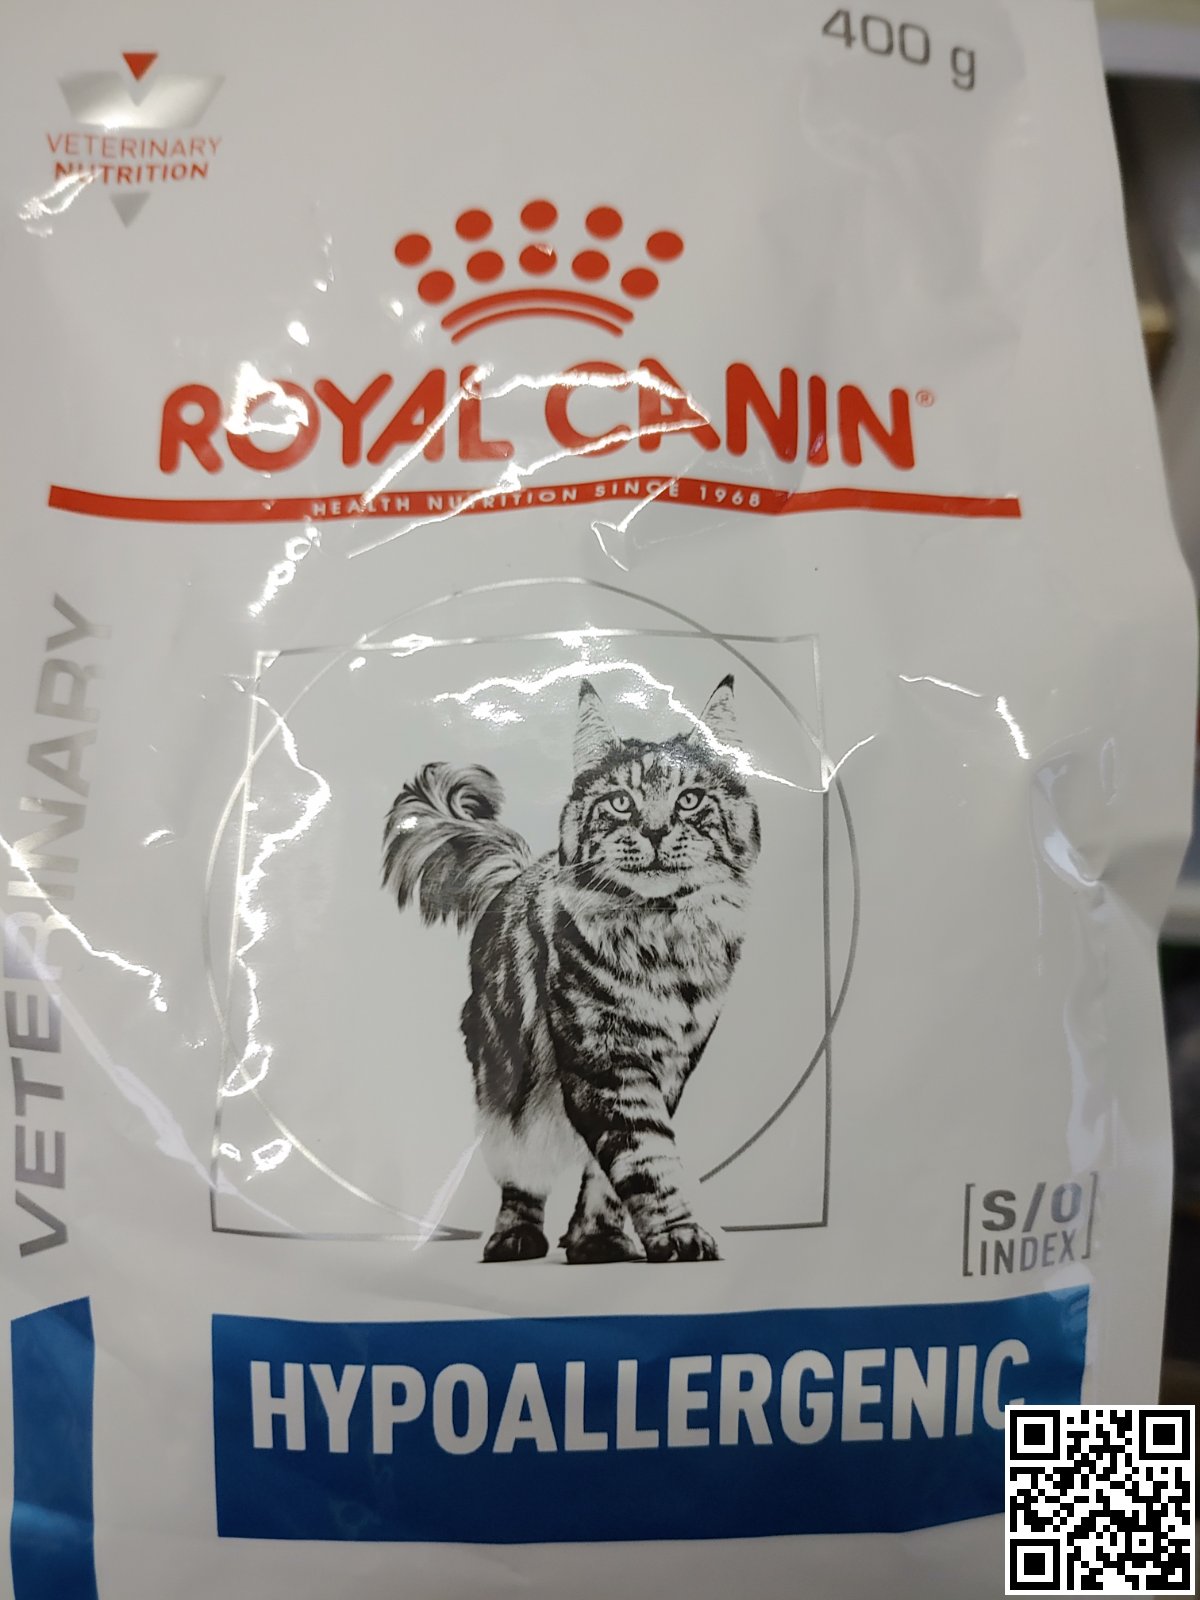 400 g
VETERINARY
NUTRITION
ROYAL CANIN®
HEALTH NUTRITION SINCE 1968
VETERINARY
S/O
INDEX
HYPOALLERGENIC